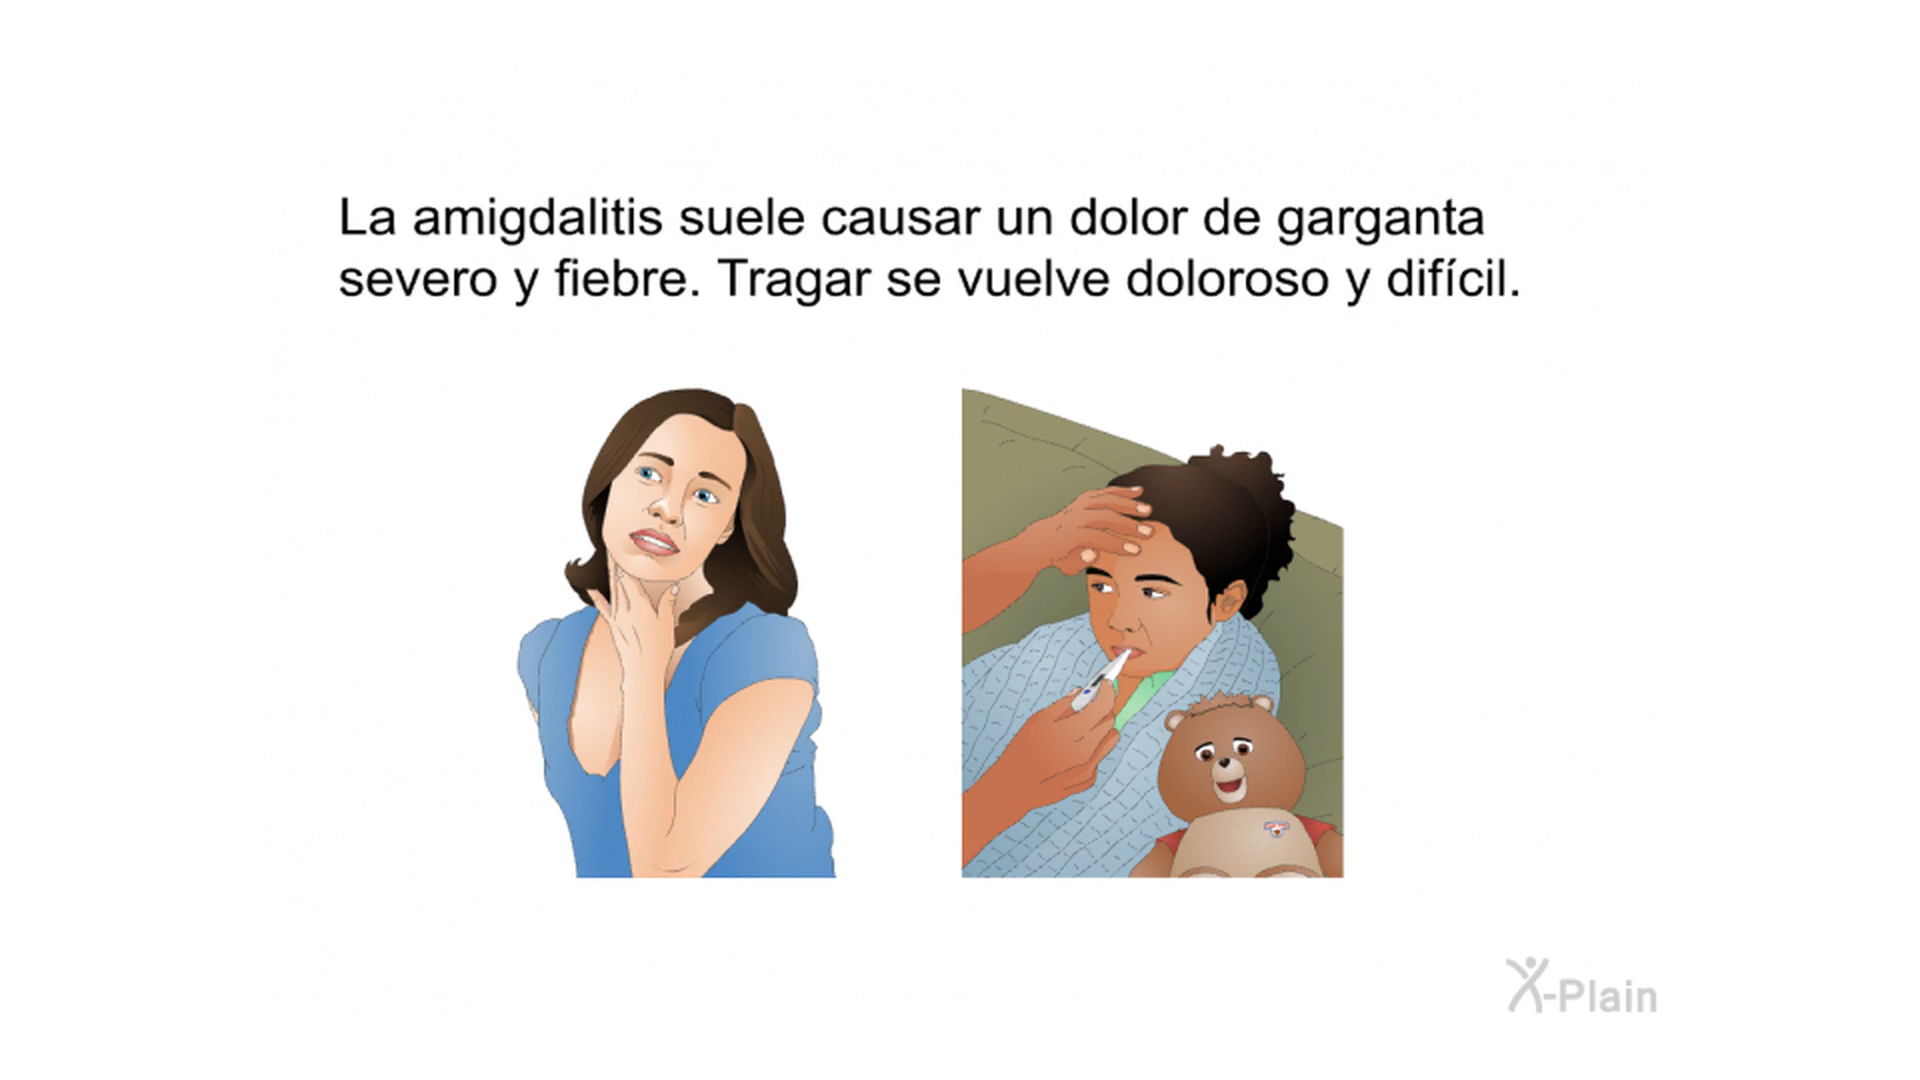 La amigdalitis suele causar un dolor de garganta
severo y fiebre. Tragar se vuelve doloroso y difícil.
X-Plain